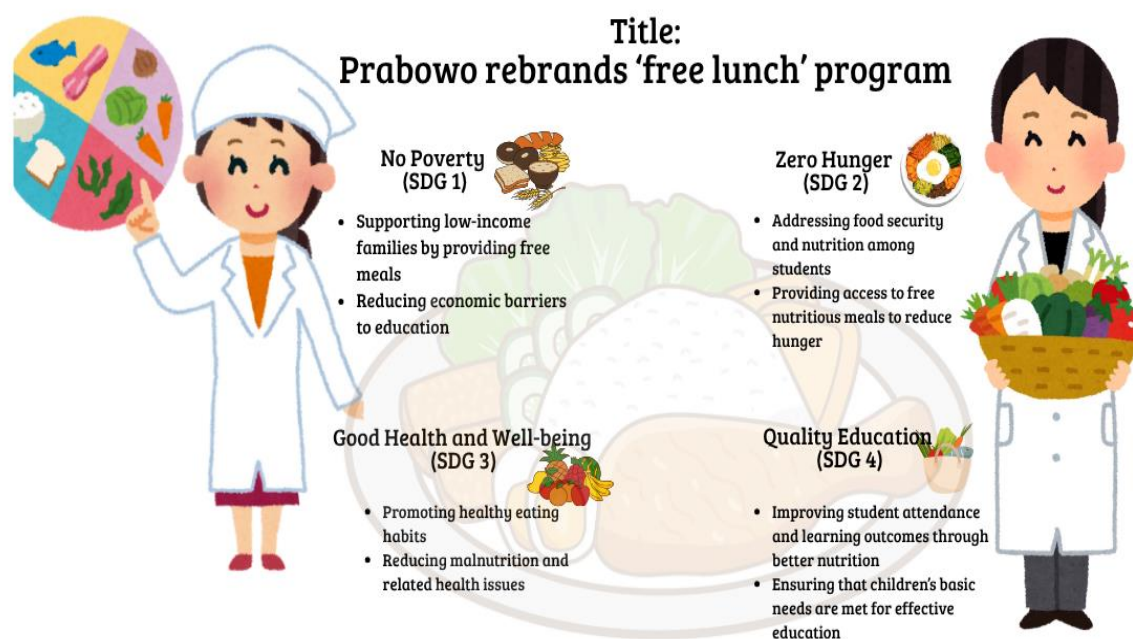 Title:
Prabowo rebrands ‘free lunch’ program
No Poverty
(SDG 1)
• Supporting low-income
families by providing free
meals
• Reducing economic barriers
to education
Zero Hunger
(SDG 2)
• Addressing food security
and nutrition among
students
• Providing access to free
nutritious meals to reduce
hunger
Good Health and Well-being
(SDG 3)
• Promoting healthy eating
habits
• Reducing malnutrition and
related health issues
Quality Education
(SDG 4)
• Improving student attendance
and learning outcomes through
better nutrition
• Ensuring that children’s basic
needs are met for effective
education